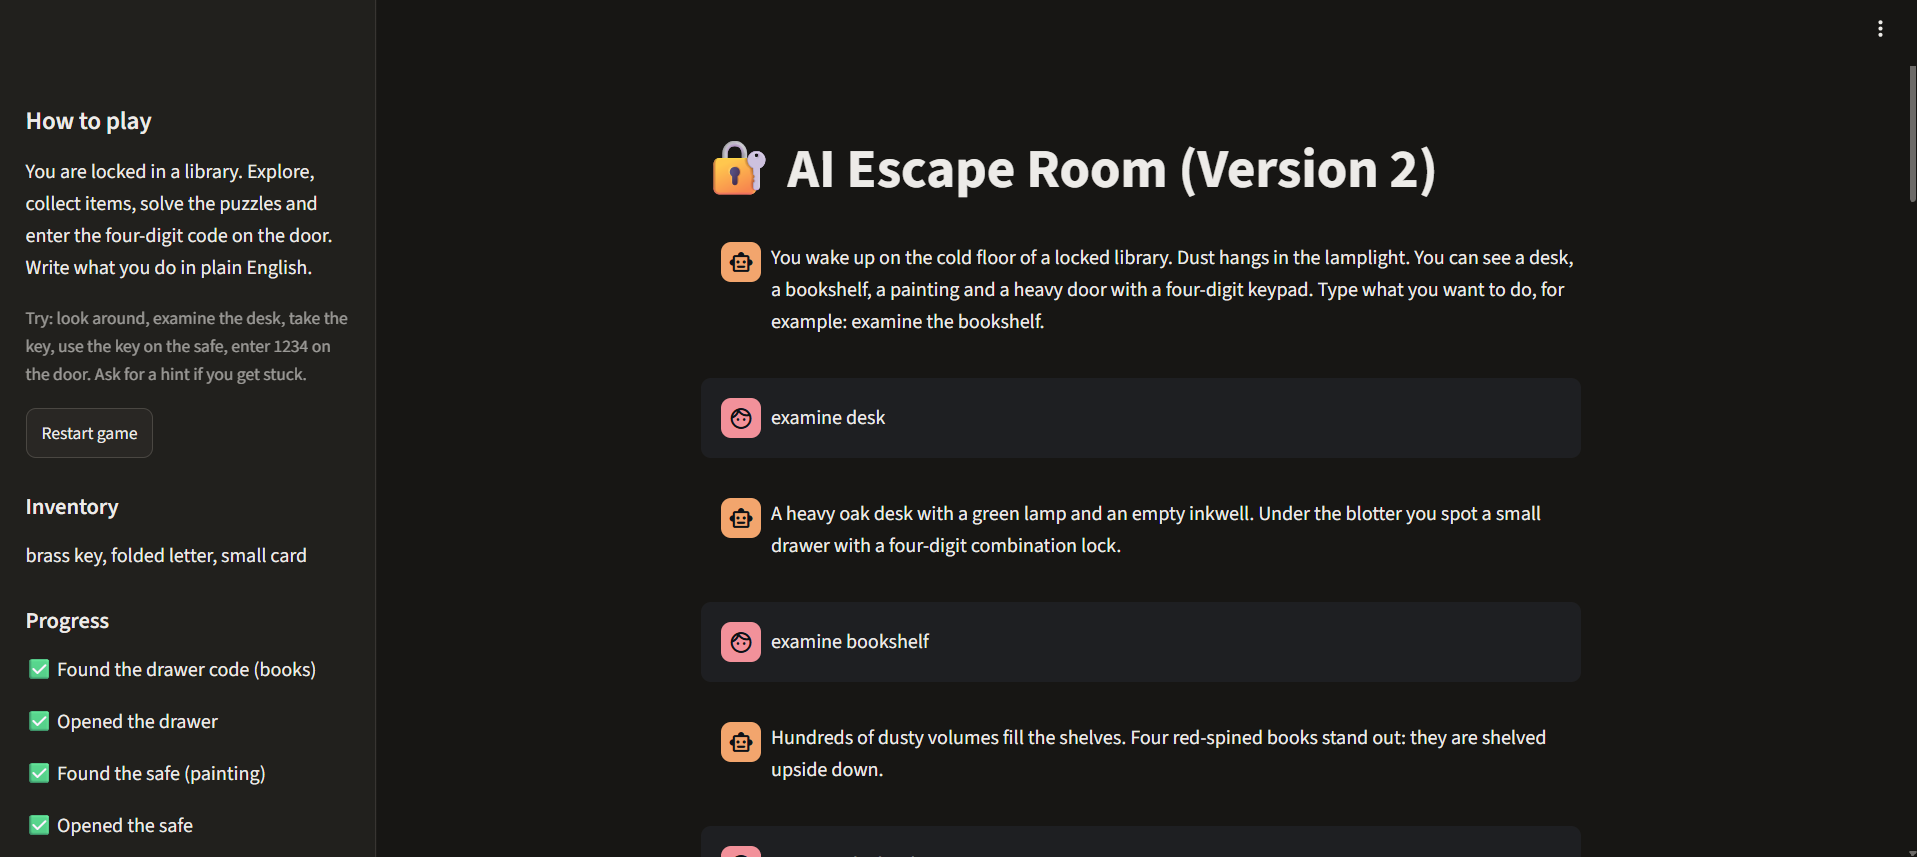 How to play
You are locked in a library. Explore,
collect items, solve the puzzles and
enter the four-digit code on the door.
Write what you do in plain English.
Try: look around, examine the desk, take the
key, use the key on the safe, enter 1234 on
the door. Ask for a hint if you get stuck.
Restart game
Inventory
brass key, folded letter, small card
Progress
Found the drawer code (books)
Opened the drawer
Found the safe (painting)
Opened the safe
AI Escape Room (Version 2)
You wake up on the cold floor of a locked library. Dust hangs in the lamplight. You can see a desk,
a bookshelf, a painting and a heavy door with a four-digit keypad. Type what you want to do, for
example: examine the bookshelf.
examine desk
A heavy oak desk with a green lamp and an empty inkwell. Under the blotter you spot a small
drawer with a four-digit combination lock.
examine bookshelf
Hundreds of dusty volumes fill the shelves. Four red-spined books stand out: they are shelved
upside down.